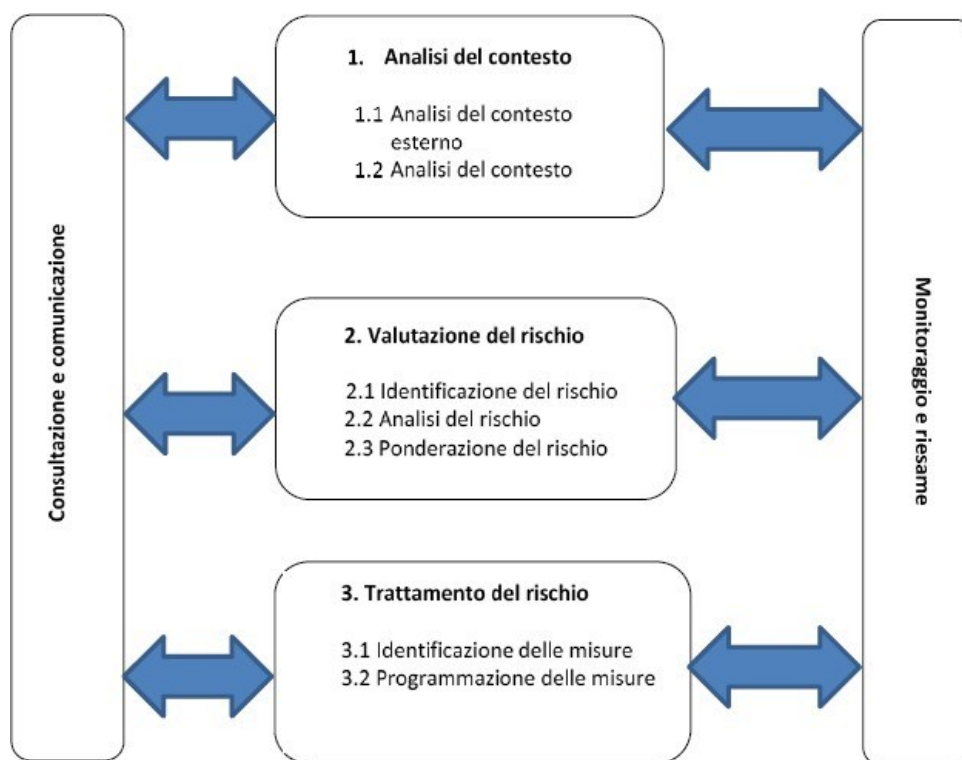 Consultazione e comunicazione
1. Analisi del contesto
1.1 Analisi del contesto
esterno
1.2 Analisi del contesto
2. Valutazione del rischio
2.1 Identificazione del rischio
2.2 Analisi del rischio
2.3 Ponderazione del rischio
3. Trattamento del rischio
3.1 Identificazione delle misure
3.2 Programmazione delle misure
Monitoraggio e riesame